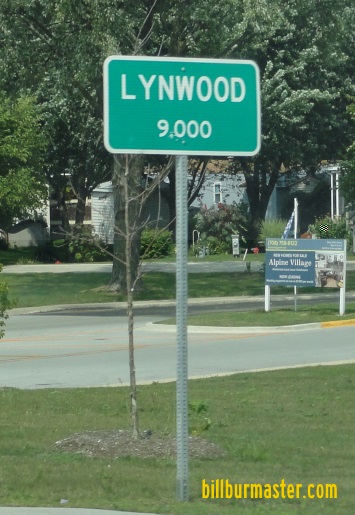 LYNWOOD
9,000
NEW HOMES FOR SALE
Alpine Village
NOW LEASING
billburmaster.com